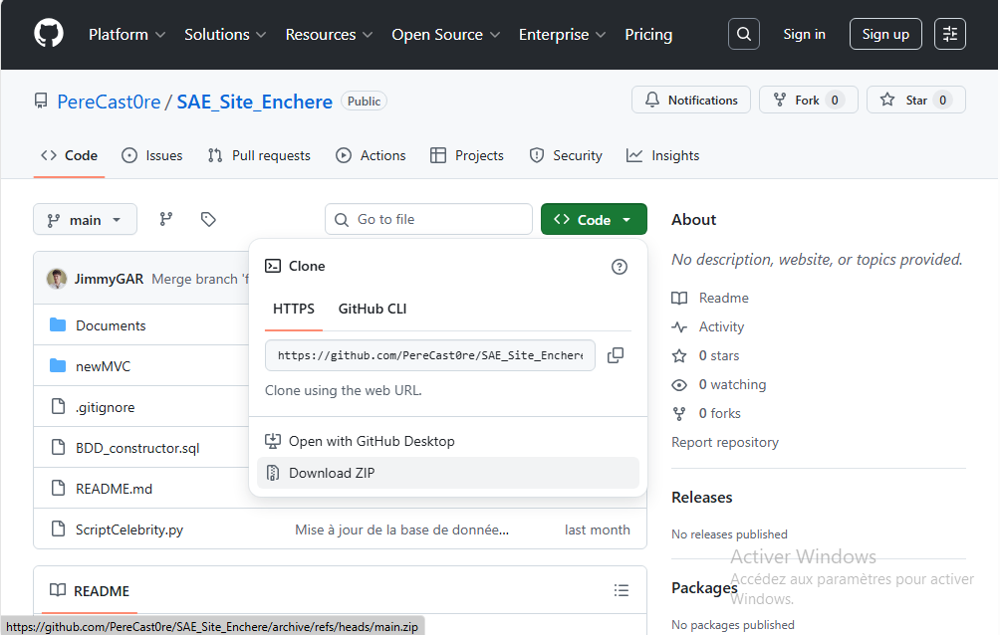 Platform Solutions Resources Open Source Enterprise Pricing Sign in Sign up
PereCast0re / SAE_Site_Enchere Public Notifications Fork 0 Star 0
Code Issues Pull requests Actions Projects Security Insights
main Go to file Code
JimmyGAR Merge branch 'f
Documents
newMVC
.gitignore
BDD_constructor.sql
README.md
ScriptCelebrity.py Mise à jour de la base de donnée... last month
README
Clone
HTTPS GitHub CLI
https://github.com/PereCast0re/SAE_Site_Enchere
Clone using the web URL.
Open with GitHub Desktop
Download ZIP
About
No description, website, or topics provided.
Readme
Activity
0 stars
0 watching
0 forks
Report repository
Releases
No releases published
Packages
No packages published
Activer Windows
Accédez aux paramètres pour activer
Windows.
https://github.com/PereCast0re/SAE_Site_Enchere/archive/refs/heads/main.zip